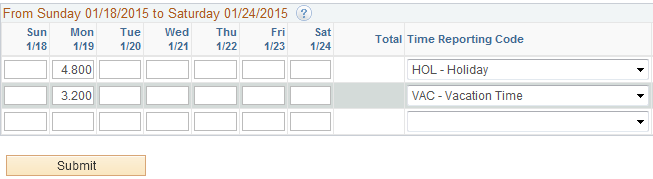 From Sunday 01/18/2015 to Saturday 01/24/2015 ?
Sun Mon Tue Wed Thu Fri Sat
1/18 1/19 1/20 1/21 1/22 1/23 1/24 Total Time Reporting Code
4.800 HOL - Holiday
3.200 VAC - Vacation Time
Submit